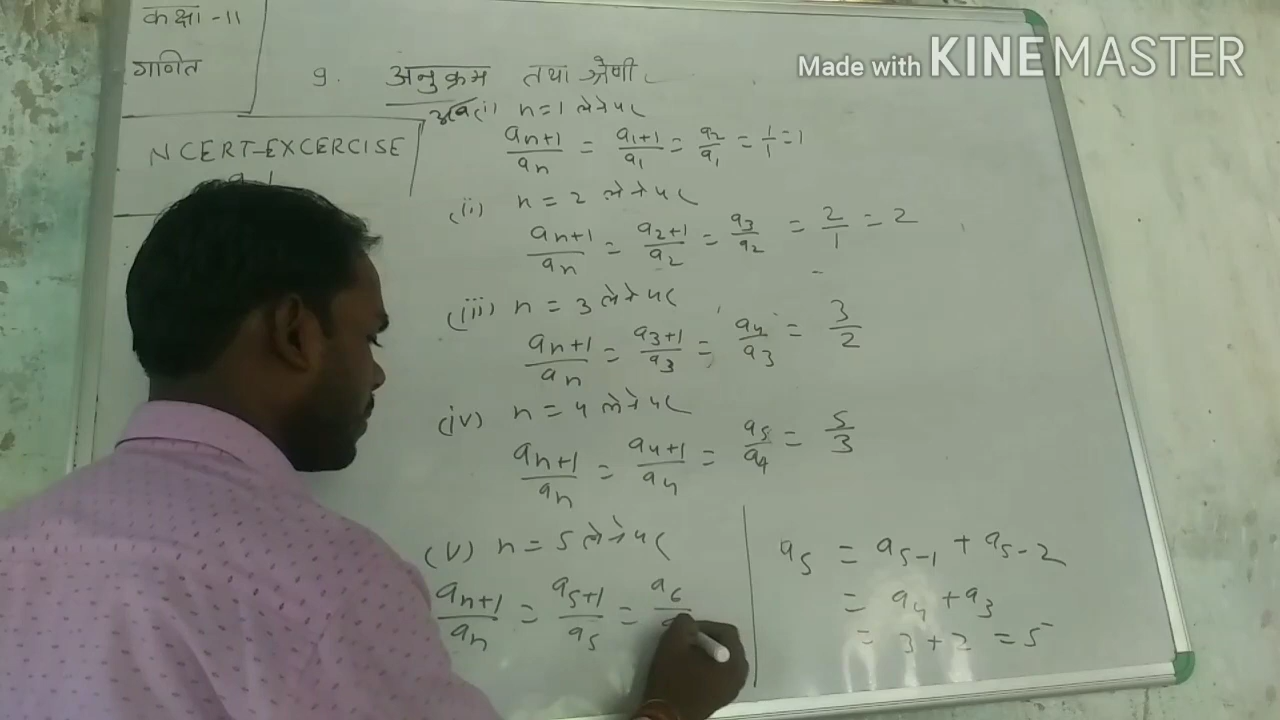 कक्षा -11
गणित
9. अनुक्रम तथा श्रेणी
NCERT-EXCERCISE
9.1
Made with KINEMASTER
(i) n=1 लेने पर
an+1/an = a1+1/a1 = a2/a1 = 1/1 = 1
(ii) n=2 लेने पर
an+1/an = a2+1/a2 = a3/a2 = 2/1 = 2
(iii) n = 3 लेने पर
an+1/an = a3+1/a3 = a4/a3 = 3/2
(iv) n = 4 लेने पर
an+1/an = a4+1/a4 = a5/a4 = 5/3
(V) n = 5 लेने पर
an+1/an = a5+1/a5 = a6
a5 = a5-1 + a5-2
= a4 + a3
= 3+2 = 5